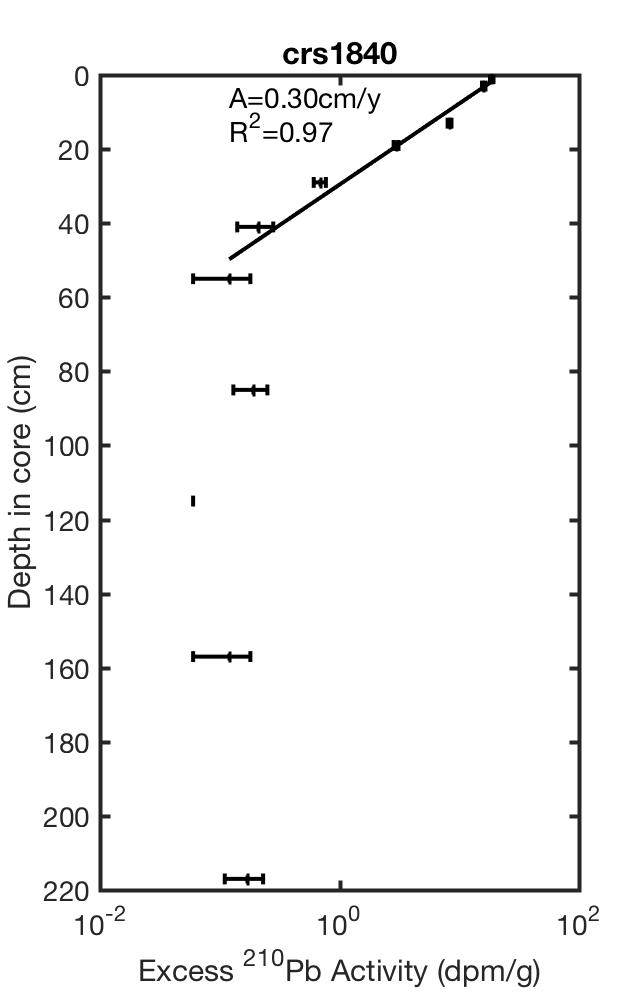 crs1840
A=0.30cm/y
R²=0.97
0
20
40
60
80
100
120
140
160
180
200
220
Depth in core (cm)
10⁻² 10⁰ 10²
Excess ²¹⁰Pb Activity (dpm/g)